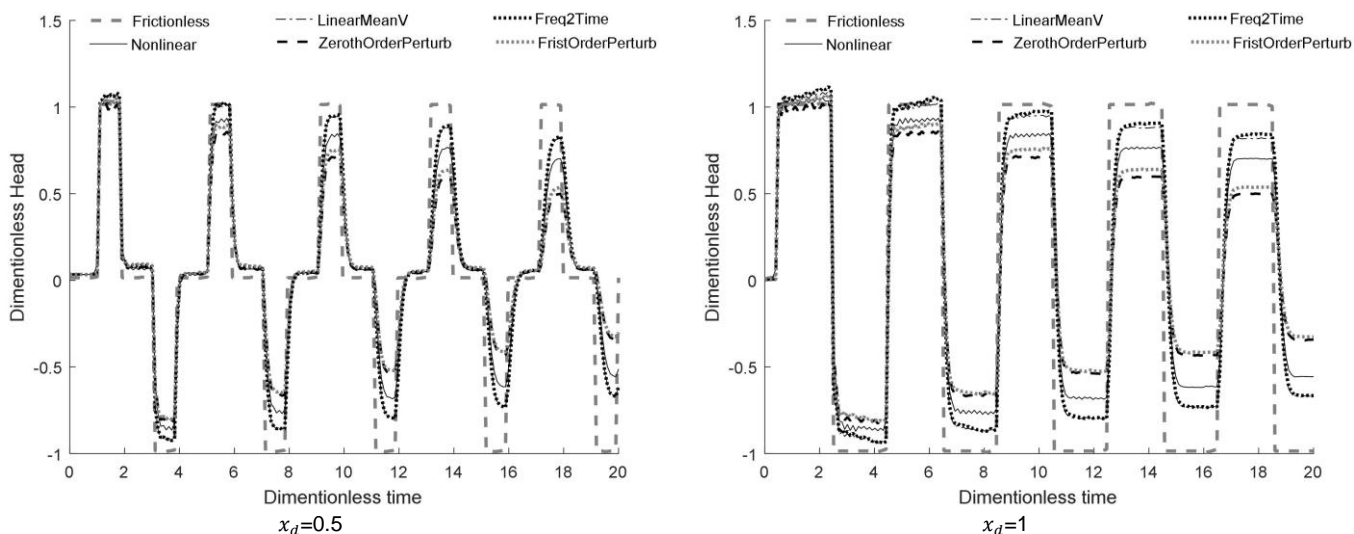 1.5
Frictionless LinearMeanV Freq2Time
Nonlinear ZerothOrderPerturb FristOrderPerturb
1
0.5
0
-0.5
-1
Dimentionless Head
0 2 4 6 8 10 12 14 16 18 20
Dimentionless time
x_d=0.5
1.5
Frictionless LinearMeanV Freq2Time
Nonlinear ZerothOrderPerturb FristOrderPerturb
1
0.5
0
-0.5
-1
Dimentionless Head
0 2 4 6 8 10 12 14 16 18 20
Dimentionless time
x_d=1